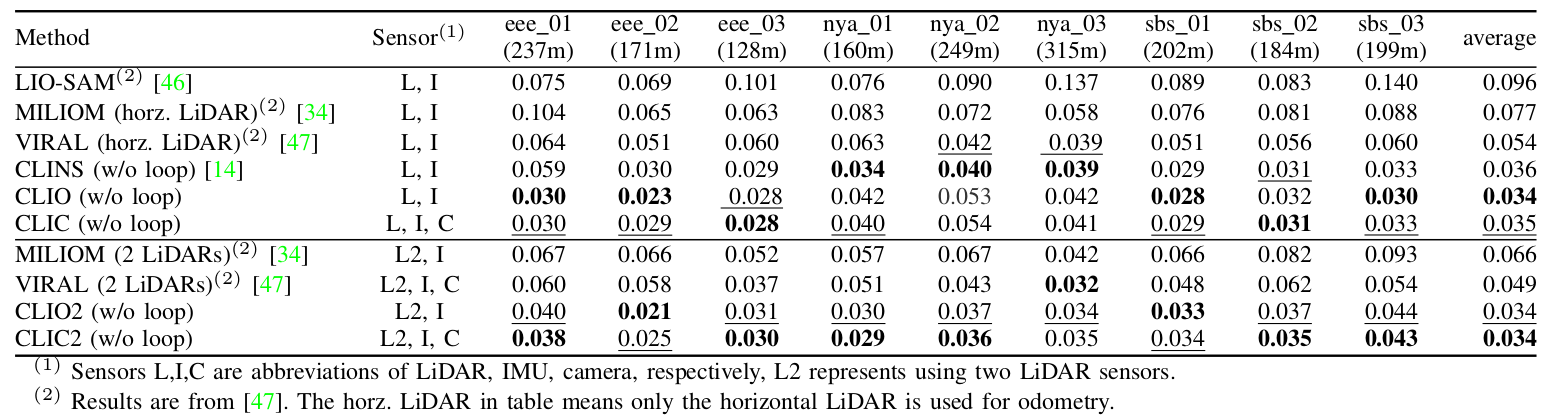 Method Sensor(1) eee_01 eee_02 eee_03 nya_01 nya_02 nya_03 sbs_01 sbs_02 sbs_03 average
(237m) (171m) (128m) (160m) (249m) (315m) (202m) (184m) (199m)
LIO-SAM(2) [46] L, I 0.075 0.069 0.101 0.076 0.090 0.137 0.089 0.083 0.140 0.096
MILIOM (horz. LiDAR)(2) [34] L, I 0.104 0.065 0.063 0.083 0.072 0.058 0.076 0.081 0.088 0.077
VIRAL (horz. LiDAR)(2) [47] L, I 0.064 0.051 0.060 0.063 0.042 0.039 0.051 0.056 0.060 0.054
CLINS (w/o loop) [14] L, I 0.059 0.030 0.029 0.034 0.040 0.039 0.029 0.031 0.033 0.036
CLIO (w/o loop) L, I 0.030 0.023 0.028 0.042 0.053 0.042 0.028 0.032 0.030 0.034
CLIC (w/o loop) L, I, C 0.030 0.029 0.028 0.040 0.054 0.041 0.029 0.031 0.033 0.035
MILIOM (2 LiDARs)(2) [34] L2, I 0.067 0.066 0.052 0.057 0.067 0.042 0.066 0.082 0.093 0.066
VIRAL (2 LiDARs)(2) [47] L2, I, C 0.060 0.058 0.037 0.051 0.043 0.032 0.048 0.062 0.054 0.049
CLIO2 (w/o loop) L2, I 0.040 0.021 0.031 0.030 0.037 0.034 0.033 0.037 0.044 0.034
CLIC2 (w/o loop) L2, I, C 0.038 0.025 0.030 0.029 0.036 0.035 0.034 0.035 0.043 0.034
(1) Sensors L,I,C are abbreviations of LiDAR, IMU, camera, respectively, L2 represents using two LiDAR sensors.
(2) Results are from [47]. The horz. LiDAR in table means only the horizontal LiDAR is used for odometry.